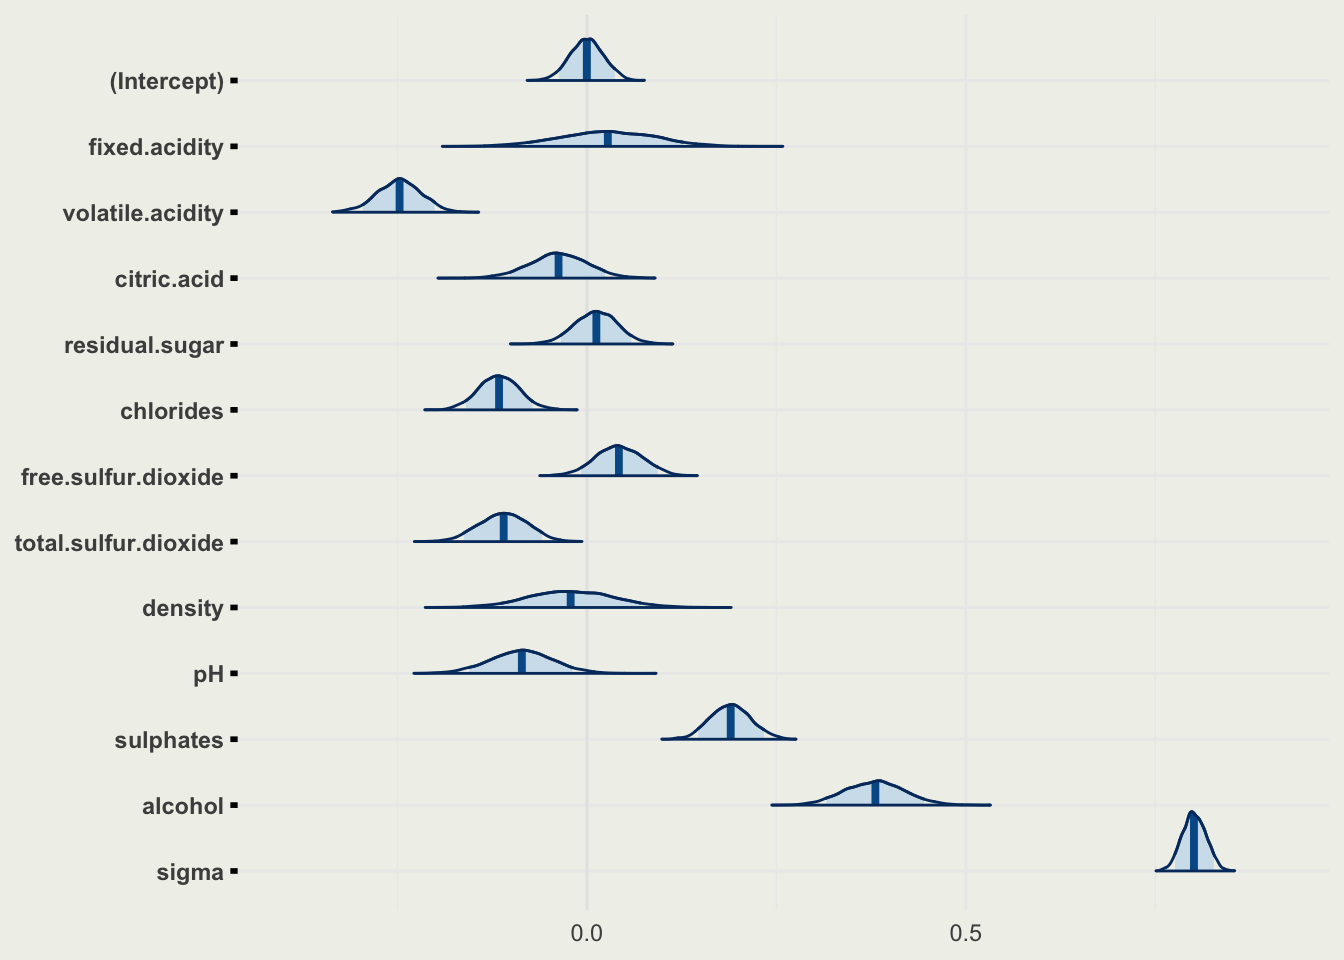 (Intercept)
fixed.acidity
volatile.acidity
citric.acid
residual.sugar
chlorides
free.sulfur.dioxide
total.sulfur.dioxide
density
pH
sulphates
alcohol
sigma
0.0 0.5